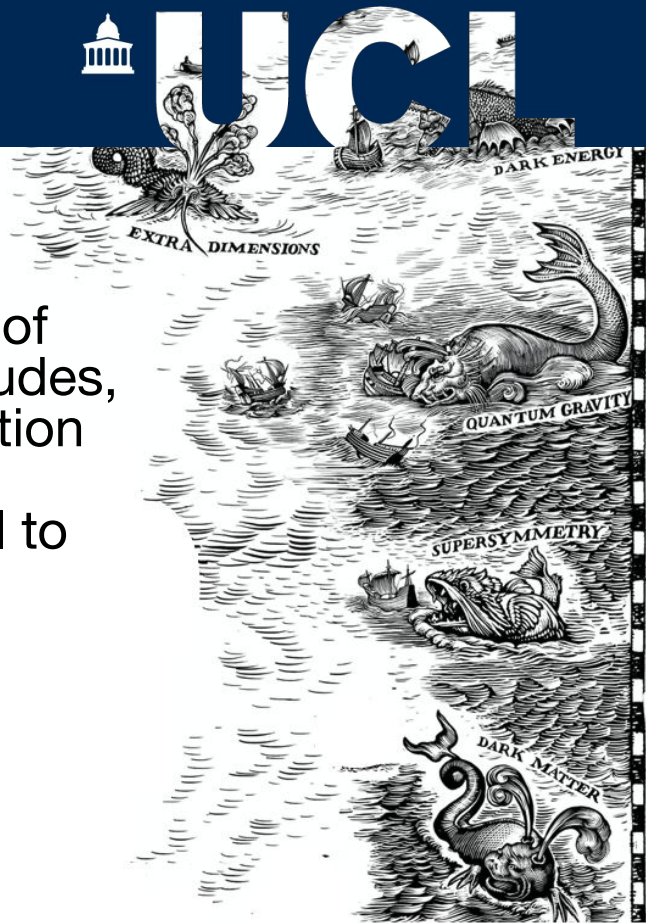 UCL
DARK ENERGY
EXTRA DIMENSIONS
of
udes,
tion
QUANTUM GRAVITY
to
SUPERSYMMETRY
DARK MATTER